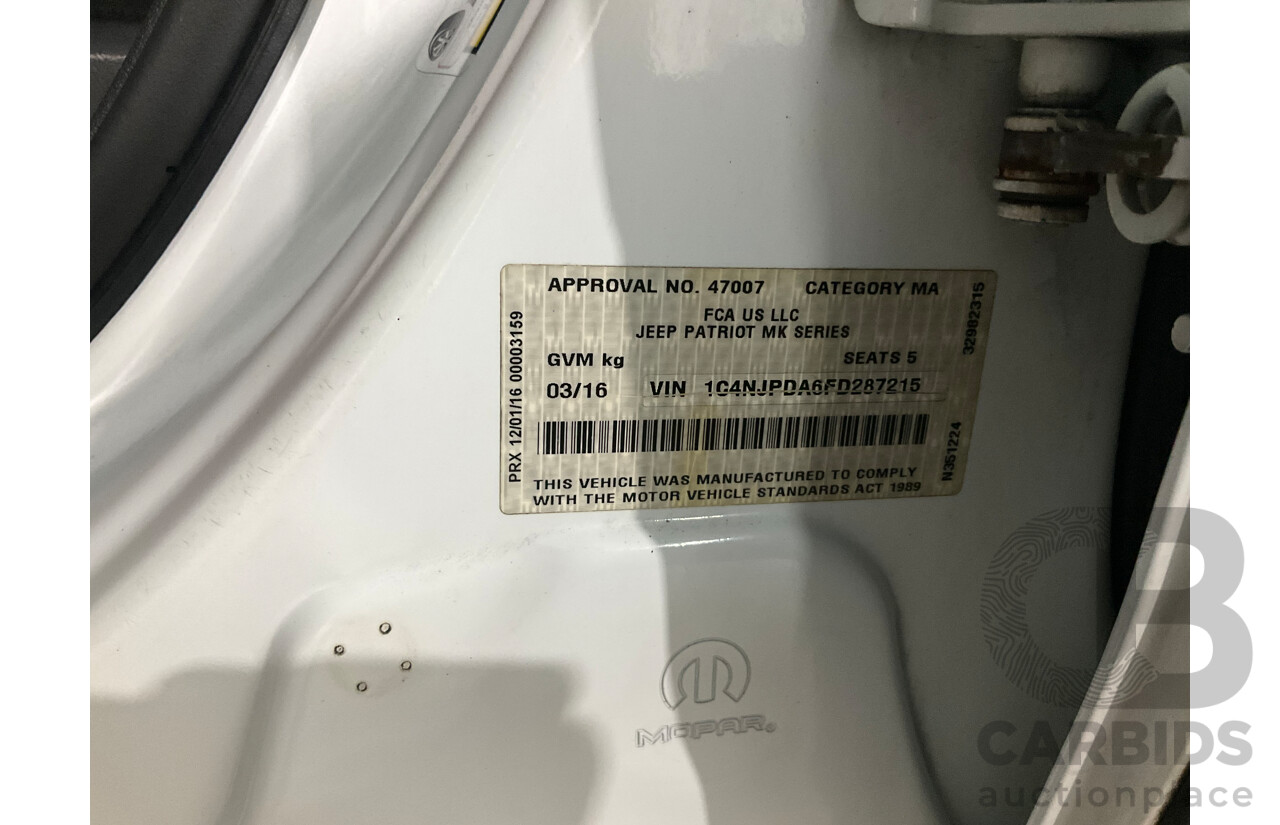 APPROVAL NO. 47007 CATEGORY MA
FCA US LLC
JEEP PATRIOT MK SERIES
GVM kg SEATS 5
03/16 VIN 1C4NJPDA6FD287215
THIS VEHICLE WAS MANUFACTURED TO COMPLY
WITH THE MOTOR VEHICLE STANDARDS ACT 1989
PRX 12/01/16 00003159
32982315
N351224
MOPAR®
CB
CARBIDS
auctionplace